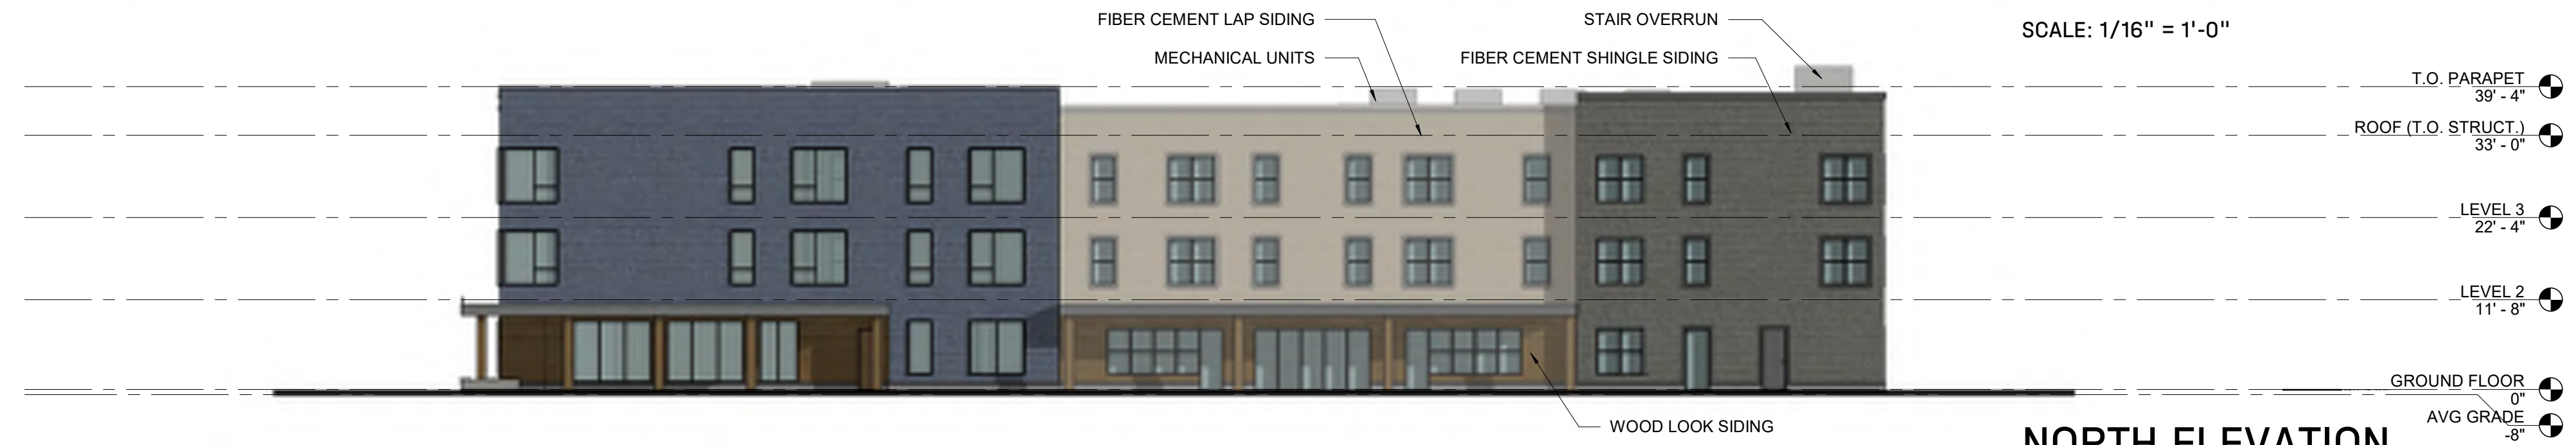 FIBER CEMENT LAP SIDING
STAIR OVERRUN
SCALE: 1/16" = 1'-0"
MECHANICAL UNITS
FIBER CEMENT SHINGLE SIDING
T.O. PARAPET
39' - 4"
ROOF (T.O. STRUCT.)
33' - 0"
LEVEL 3
22' - 4"
LEVEL 2
11' - 8"
GROUND FLOOR
0"
AVG GRADE
-8"
WOOD LOOK SIDING
NORTH ELEVATION